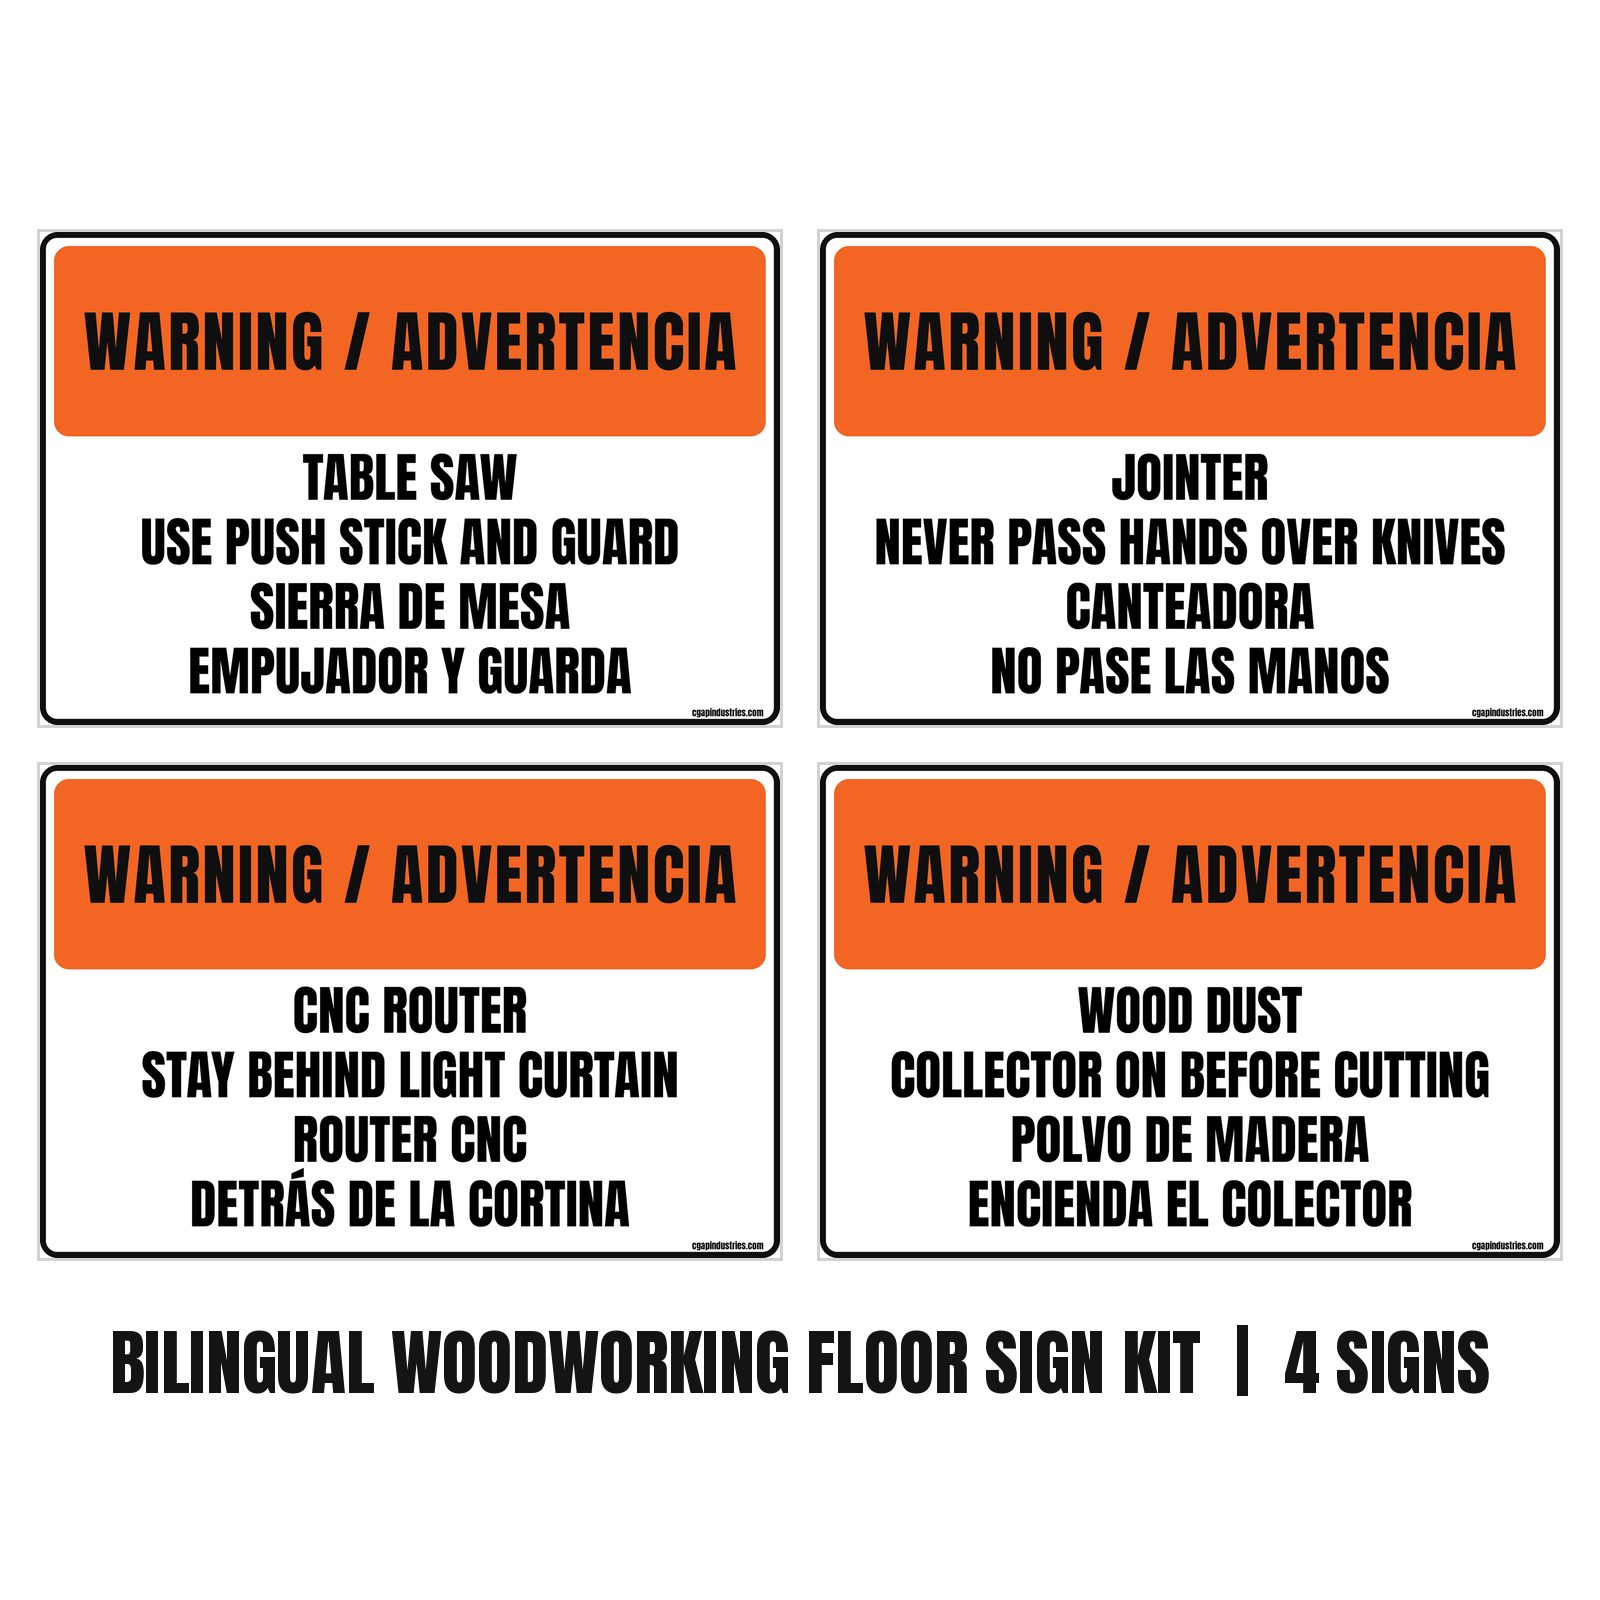 WARNING / ADVERTENCIA
TABLE SAW
USE PUSH STICK AND GUARD
SIERRA DE MESA
EMPUJADOR Y GUARDA
cgapindustries.com
WARNING / ADVERTENCIA
JOINTER
NEVER PASS HANDS OVER KNIVES
CANTEADORA
NO PASE LAS MANOS
cgapindustries.com
WARNING / ADVERTENCIA
CNC ROUTER
STAY BEHIND LIGHT CURTAIN
ROUTER CNC
DETRÁS DE LA CORTINA
cgapindustries.com
WARNING / ADVERTENCIA
WOOD DUST
COLLECTOR ON BEFORE CUTTING
POLVO DE MADERA
ENCIENDA EL COLECTOR
cgapindustries.com
BILINGUAL WOODWORKING FLOOR SIGN KIT | 4 SIGNS